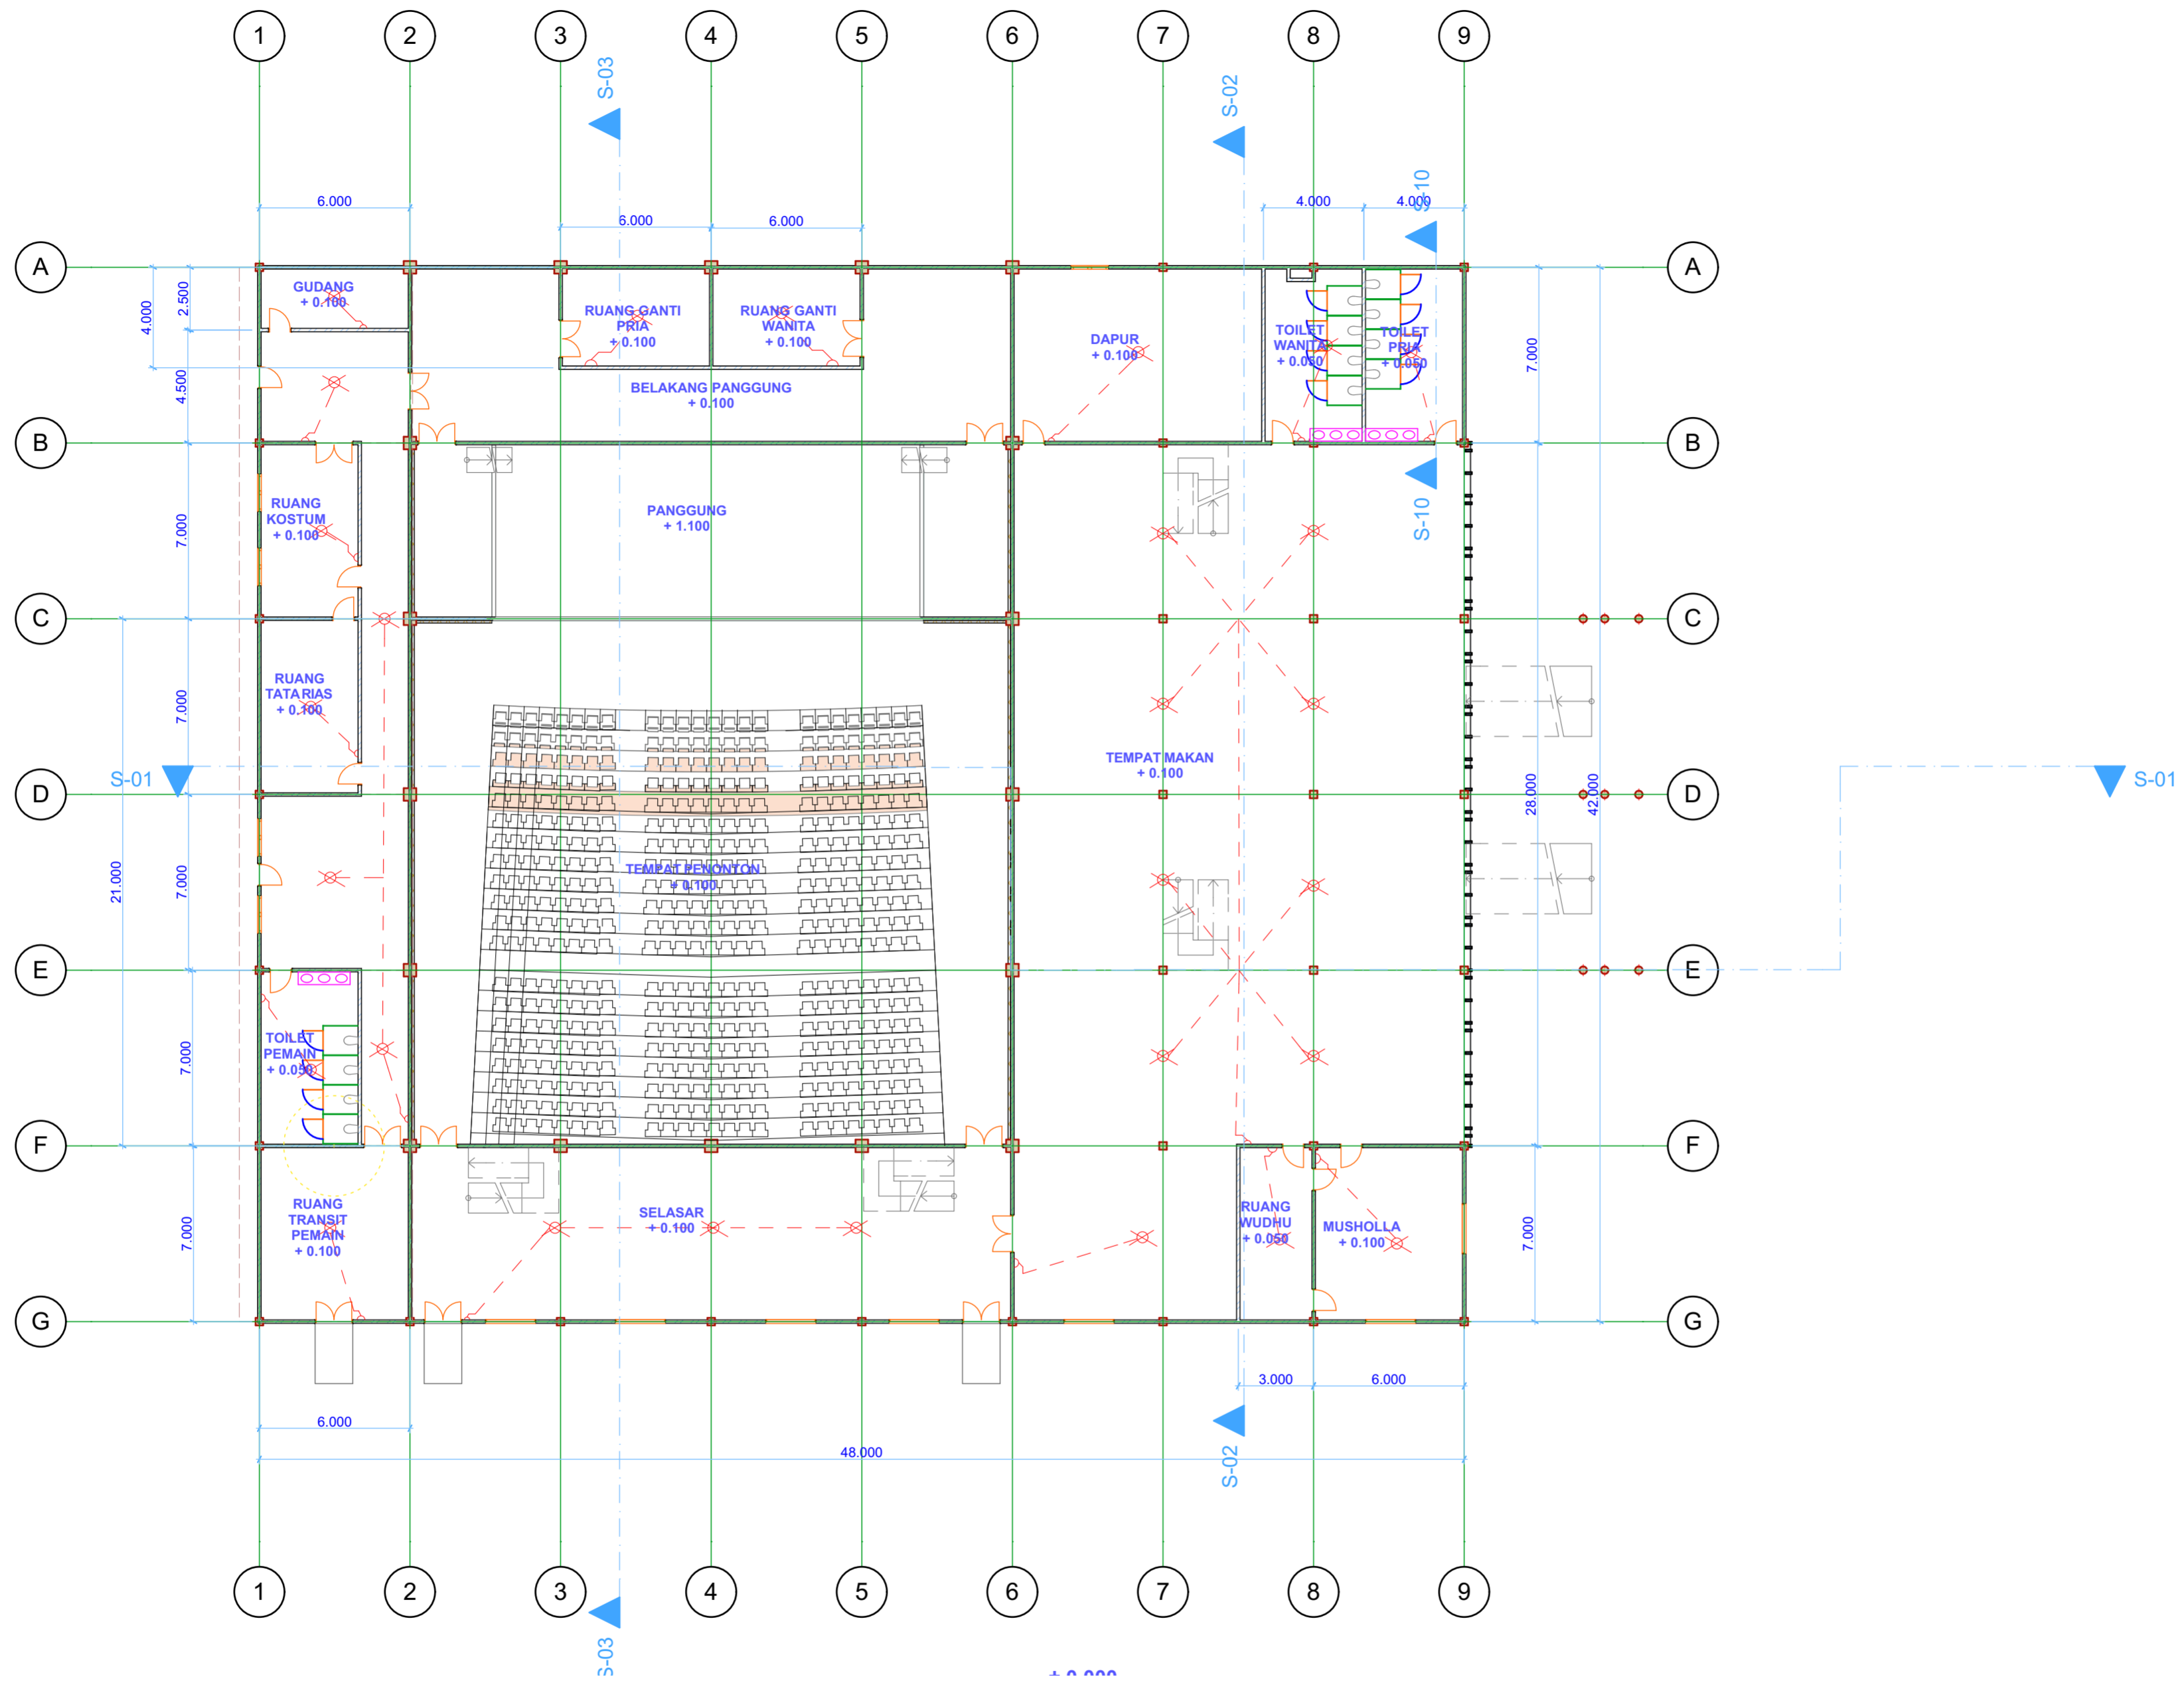 1 2 3 4 5 6 7 8 9
S-03
S-02
S-10
6.000
6.000
6.000
4.000
4.000
A
A
GUDANG
+ 0.100
2.500
4.000
RUANG GANTI
PRIA
+ 0.100
RUANG GANTI
WANITA
+ 0.100
DAPUR
+ 0.100
TOILET
WANITA
+ 0.050
TOILET
PRIA
+ 0.050
7.000
4.500
BELAKANG PANGGUNG
+ 0.100
B
B
RUANG
KOSTUM
+ 0.100
7.000
PANGGUNG
+ 1.100
S-10
C
C
RUANG
TATA RIAS
+ 0.100
7.000
TEMPAT MAKAN
+ 0.100
S-01
S-01
D
D
28.000
42.000
21.000
7.000
TEMPAT PENONTON
+ 0.100
E
E
TOILET
PEMAIN
+ 0.050
7.000
F
F
RUANG
TRANSIT
PEMAIN
+ 0.100
7.000
SELASAR
+ 0.100
RUANG
WUDHU
+ 0.050
MUSHOLLA
+ 0.100
7.000
G
G
3.000
6.000
6.000
48.000
S-02
1 2 3 4 5 6 7 8 9
S-03
+ 0.000